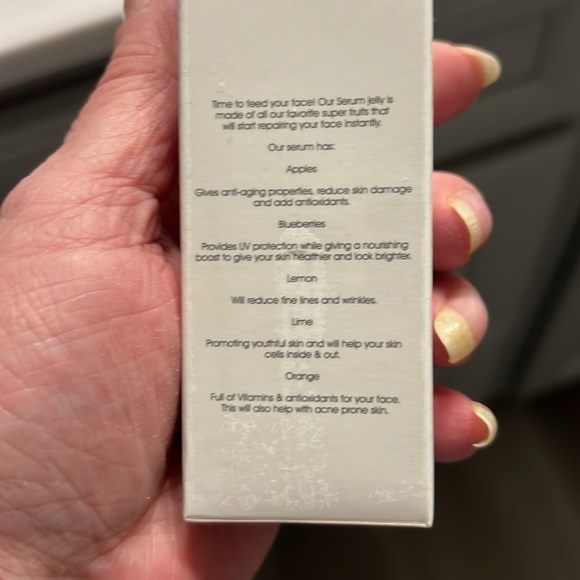 Time to feed your face! Our Serum jelly is
made of all our favorite super fruits that
will start repairing your face instantly.
Our serum has:
Apples
Gives anti-aging properties, reduce skin damage
and add antioxidants.
Blueberries
Provides UV protection while giving a nourishing
boost to give your skin healthier and look brighter.
Lemon
Will reduce fine lines and wrinkles.
Lime
Promoting youthful skin and will help your skin
cells inside & out.
Orange
Full of Vitamins & antioxidants for your face.
This will also help with acne prone skin.